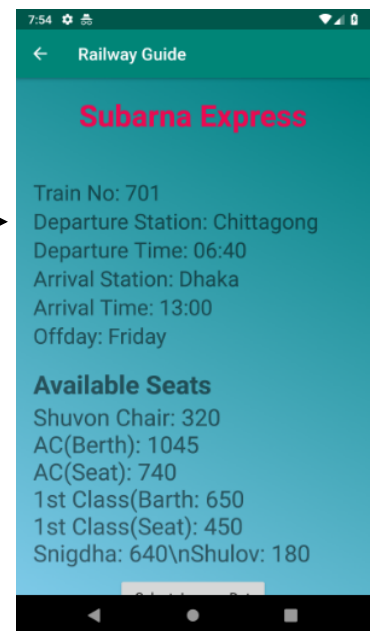 7:54
Railway Guide
Subarna Express
Train No: 701
Departure Station: Chittagong
Departure Time: 06:40
Arrival Station: Dhaka
Arrival Time: 13:00
Offday: Friday
Available Seats
Shuvon Chair: 320
AC(Berth): 1045
AC(Seat): 740
1st Class(Barth: 650
1st Class(Seat): 450
Snigdha: 640\nShulov: 180